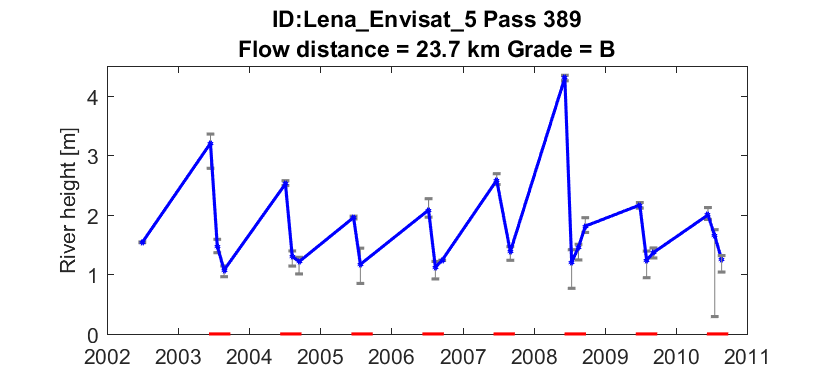 ID:Lena_Envisat_5 Pass 389
Flow distance = 23.7 km Grade = B
River height [m]
4
3
2
1
0
2002 2003 2004 2005 2006 2007 2008 2009 2010 2011